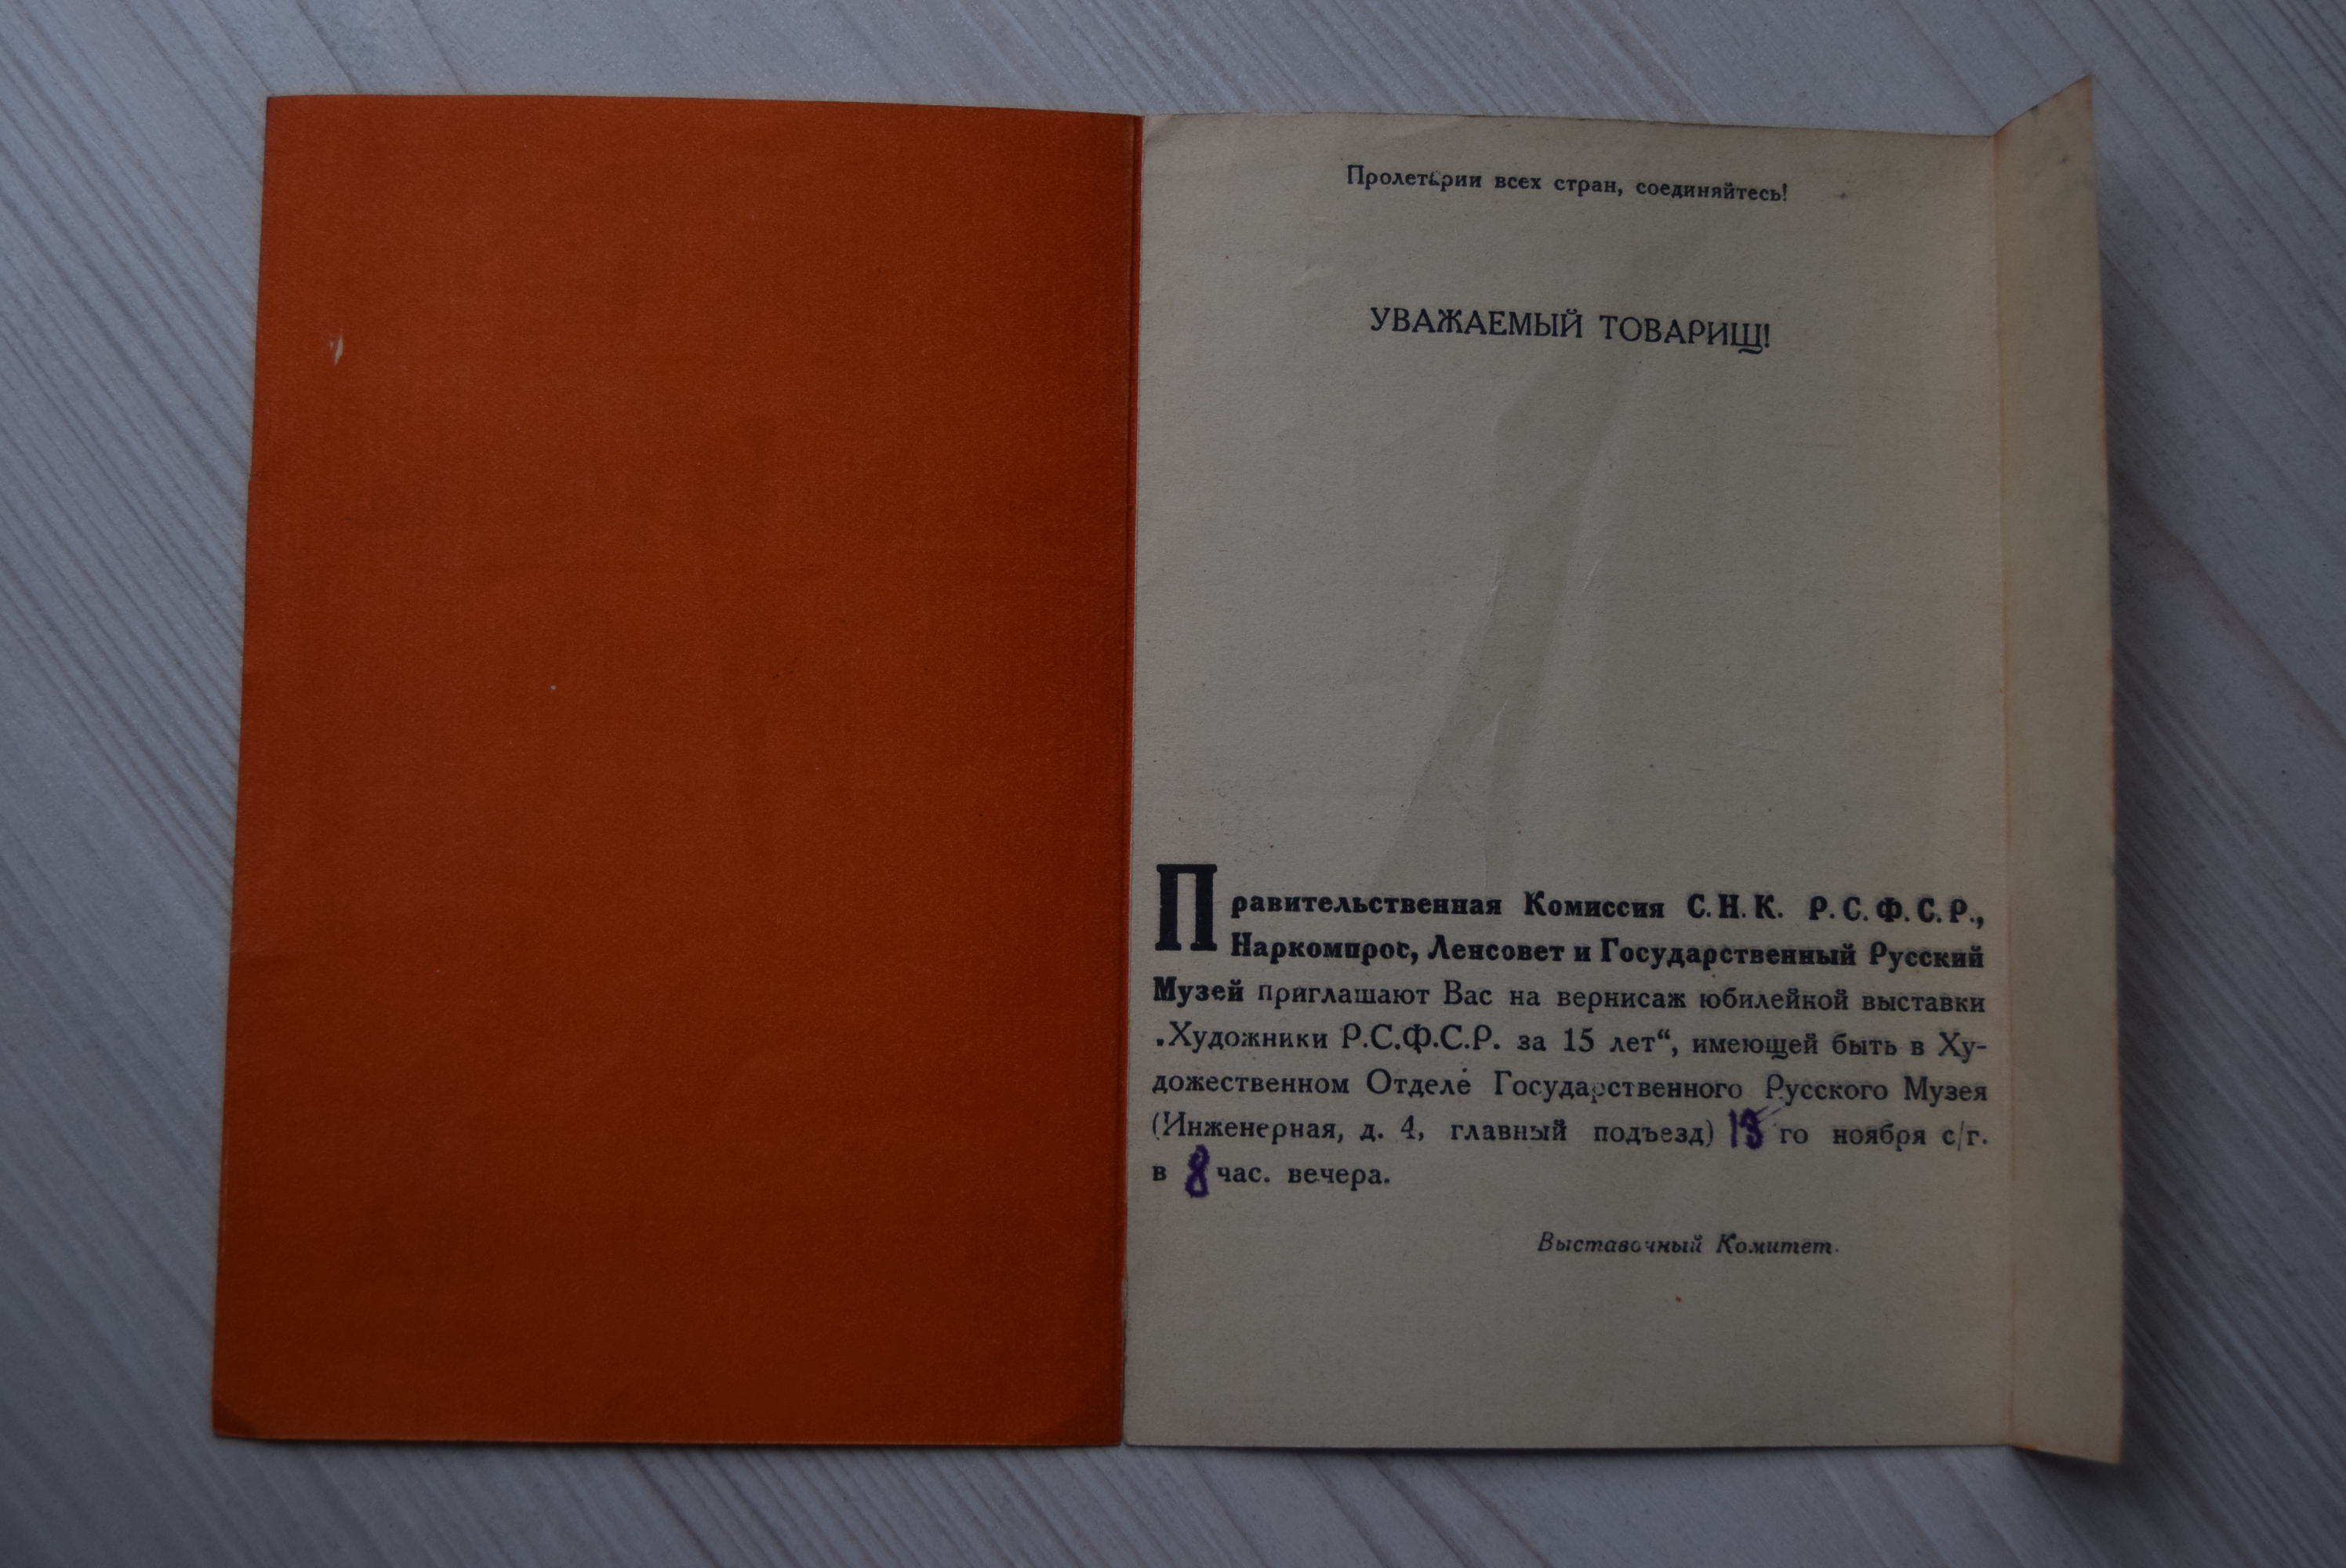 Пролетарии всех стран, соединяйтесь!
УВАЖАЕМЫЙ ТОВАРИЩ!
Правительственная Комиссия С.Н.К. Р.С.Ф.С.Р.,
Наркомпрос, Ленсовет и Государственный Русский
Музей приглашают Вас на вернисаж юбилейной выставки
„Художники Р.С.Ф.С.Р. за 15 лет“, имеющей быть в Ху-
дожественном Отделе Государственного Русского Музея
(Инженерная, д. 4, главный подъезд) 13 го ноября с/г.
в 8 час. вечера.
Выставочный Комитет.